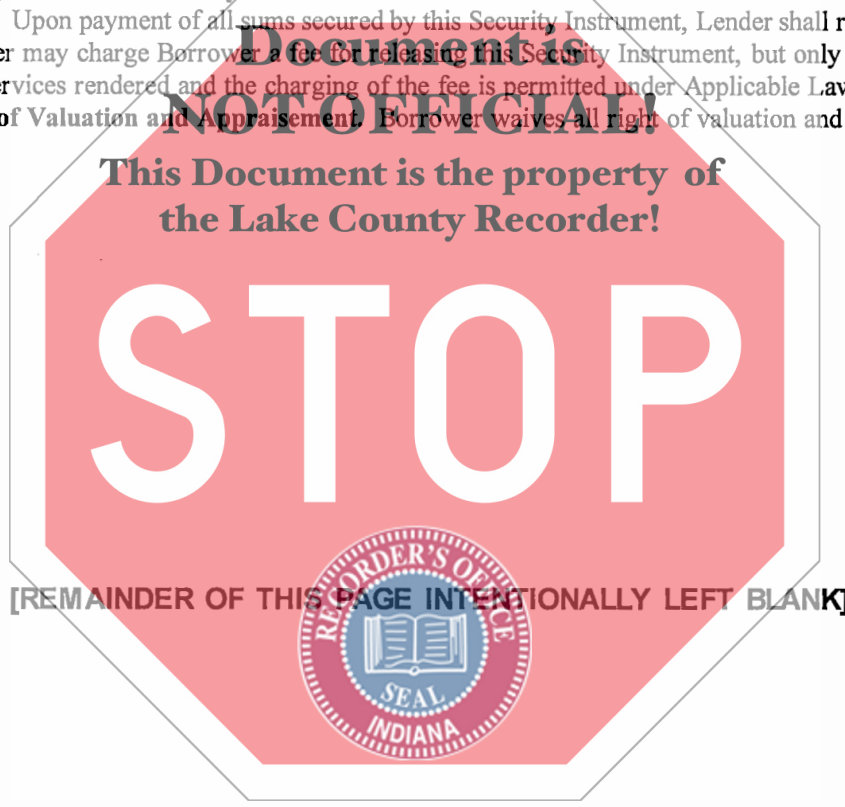 Upon payment of all sums secured by this Security Instrument, Lender shall r
er may charge Borrower a fee for releasing this Security Instrument, but only
rvices rendered and the charging of the fee is permitted under Applicable Law
of Valuation and Appraisement. Borrower waives all right of valuation and
Document is
NOT OFFICIAL!
This Document is the property of
the Lake County Recorder!
STOP
[REMAINDER OF THIS PAGE INTENTIONALLY LEFT BLANK]
RECORDER'S OFFICE
SEAL
INDIANA